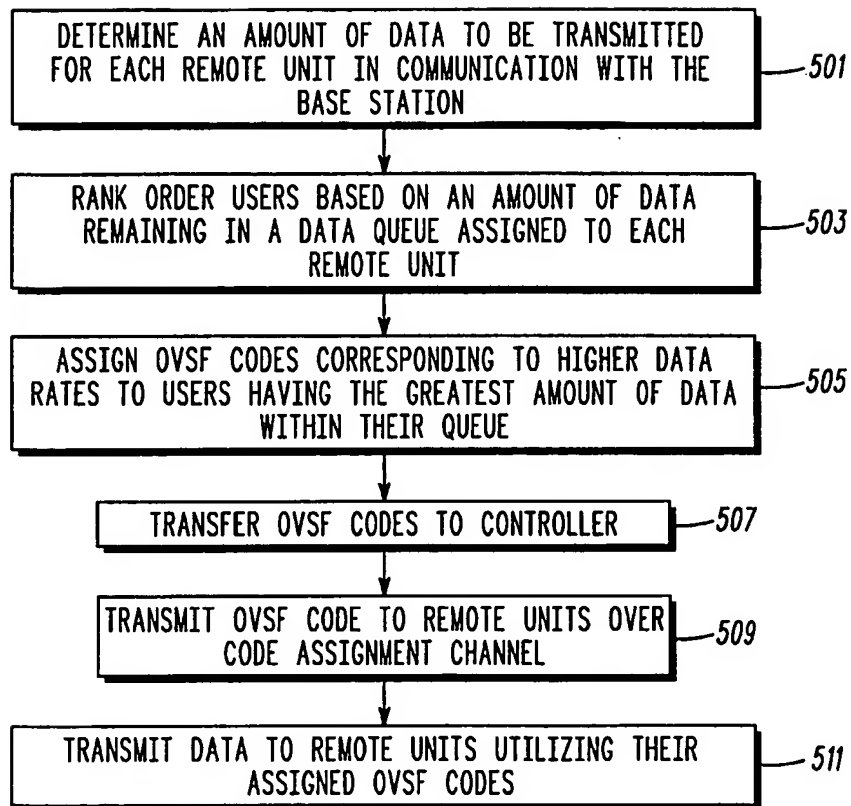 DETERMINE AN AMOUNT OF DATA TO BE TRANSMITTED
FOR EACH REMOTE UNIT IN COMMUNICATION WITH THE
BASE STATION
501
RANK ORDER USERS BASED ON AN AMOUNT OF DATA
REMAINING IN A DATA QUEUE ASSIGNED TO EACH
REMOTE UNIT
503
ASSIGN OVSF CODES CORRESPONDING TO HIGHER DATA
RATES TO USERS HAVING THE GREATEST AMOUNT OF DATA
WITHIN THEIR QUEUE
505
TRANSFER OVSF CODES TO CONTROLLER
507
TRANSMIT OVSF CODE TO REMOTE UNITS OVER
CODE ASSIGNMENT CHANNEL
509
TRANSMIT DATA TO REMOTE UNITS UTILIZING THEIR
ASSIGNED OVSF CODES
511